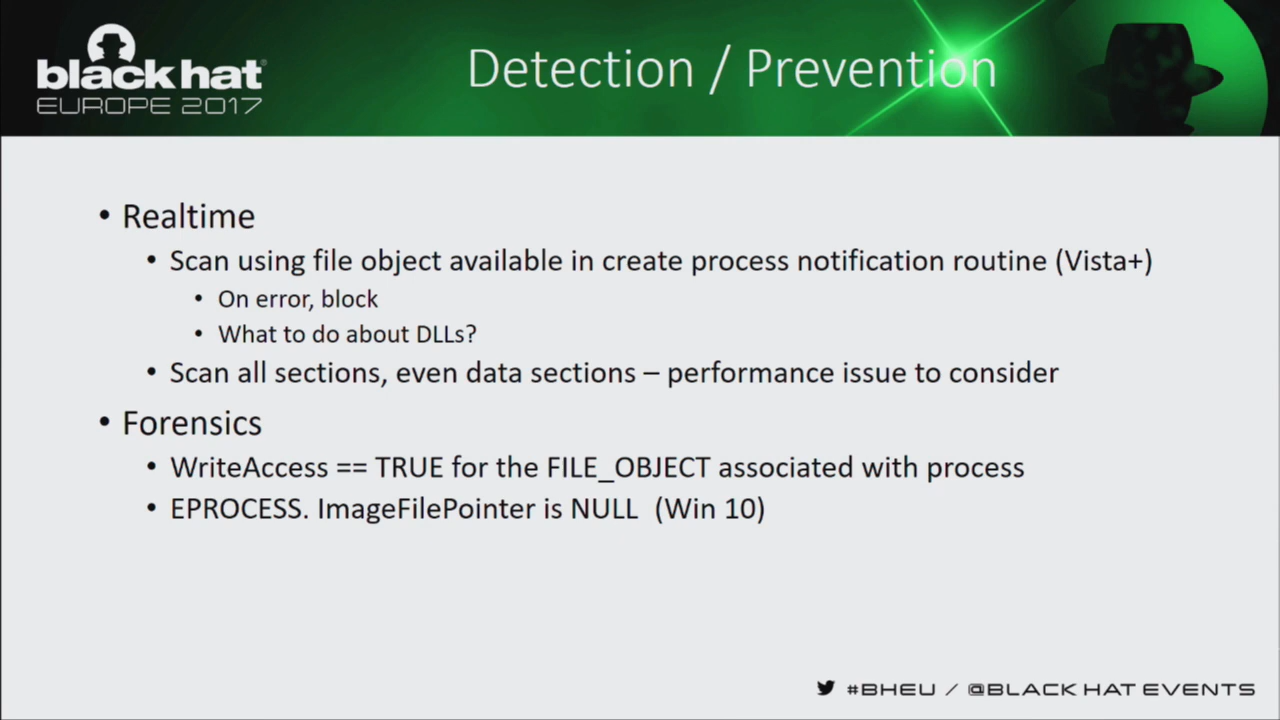 black hat
EUROPE 2017
Detection / Prevention
• Realtime
• Scan using file object available in create process notification routine (Vista+)
• On error, block
• What to do about DLLs?
• Scan all sections, even data sections – performance issue to consider
• Forensics
• WriteAccess == TRUE for the FILE_OBJECT associated with process
• EPROCESS. ImageFilePointer is NULL (Win 10)
#BHEU / @BLACK HAT EVENTS